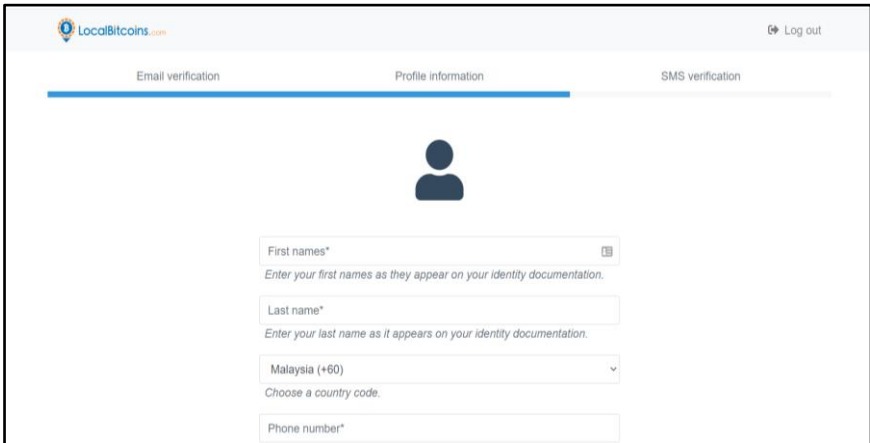 LocalBitcoins.com
Log out
Email verification Profile information SMS verification
First names*
Enter your first names as they appear on your identity documentation.
Last name*
Enter your last name as it appears on your identity documentation.
Malaysia (+60)
Choose a country code.
Phone number*